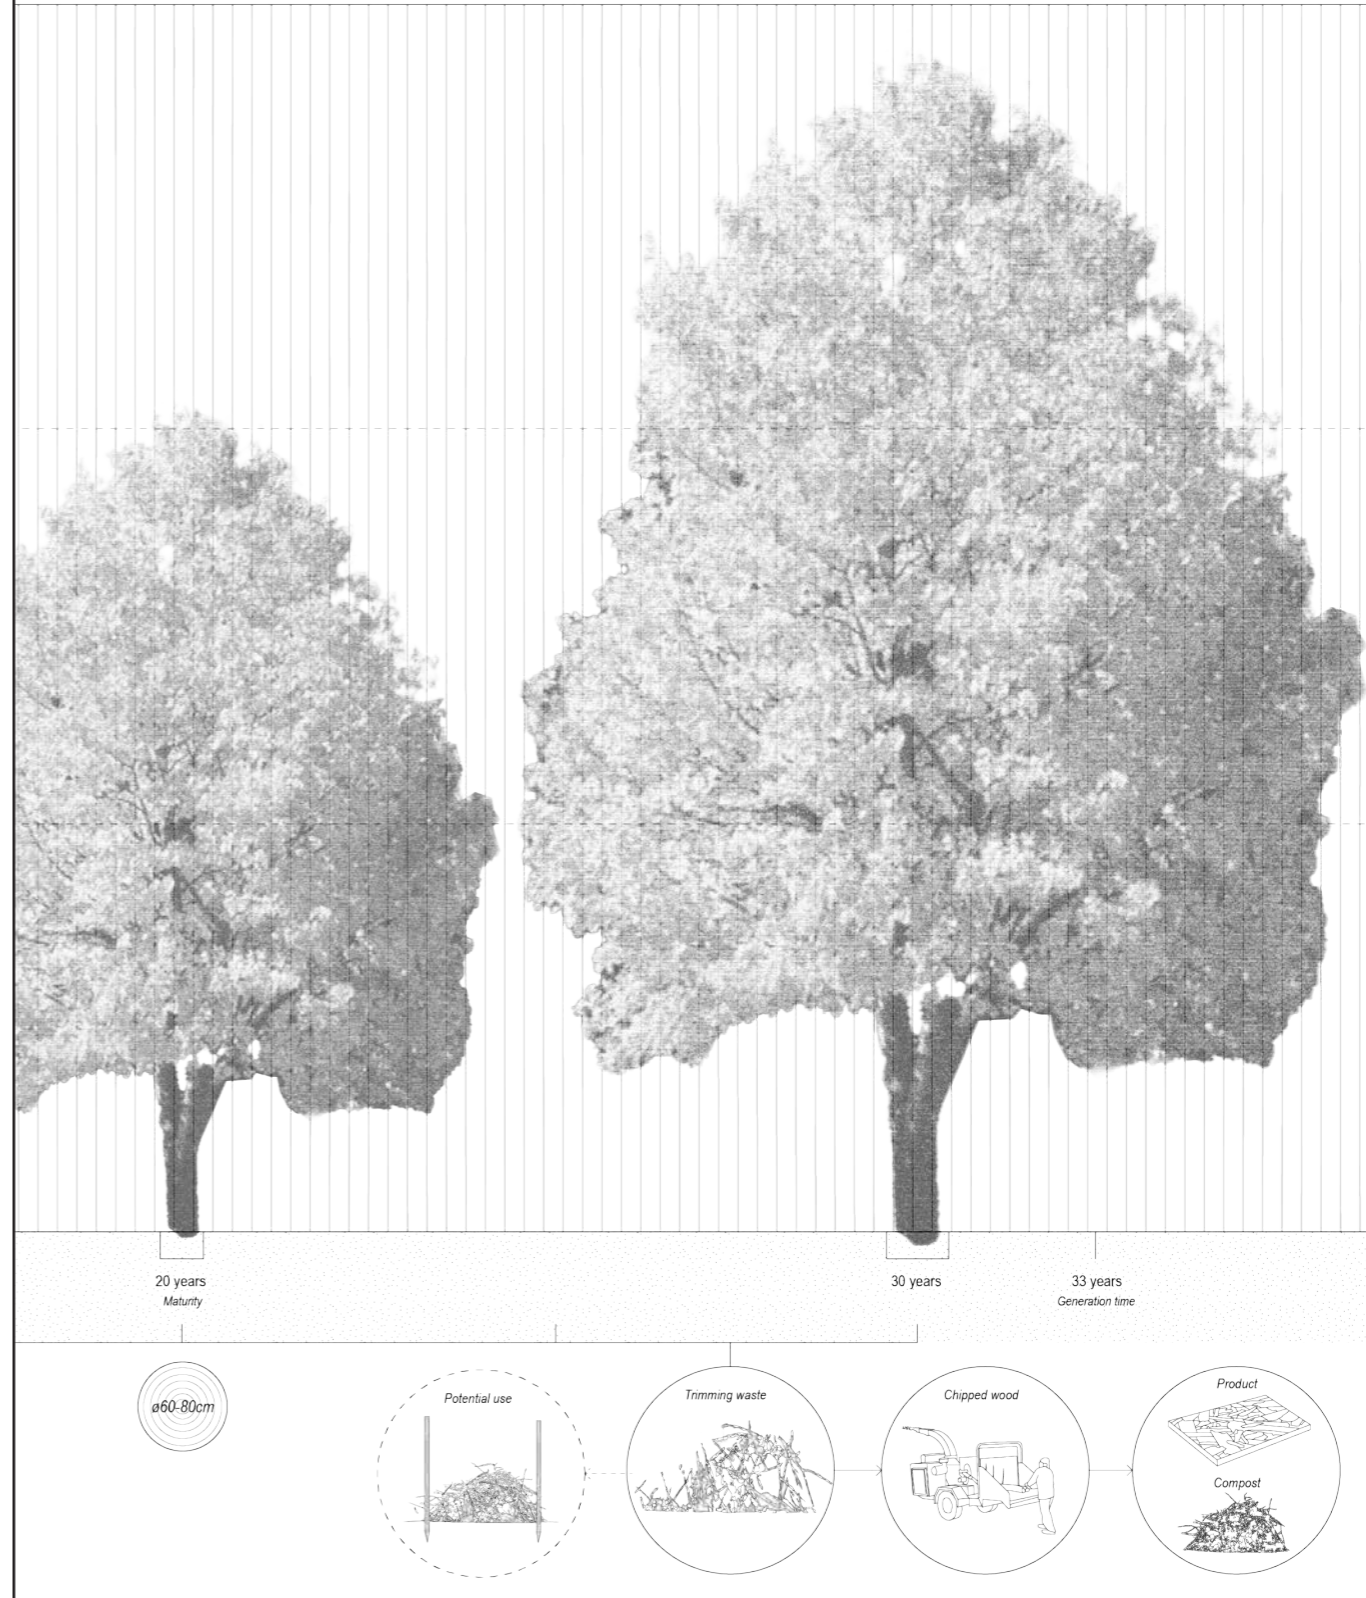 20 years
Maturity
30 years
33 years
Generation time
ø60-80cm
Potential use
Trimming waste
Chipped wood
Product
Compost